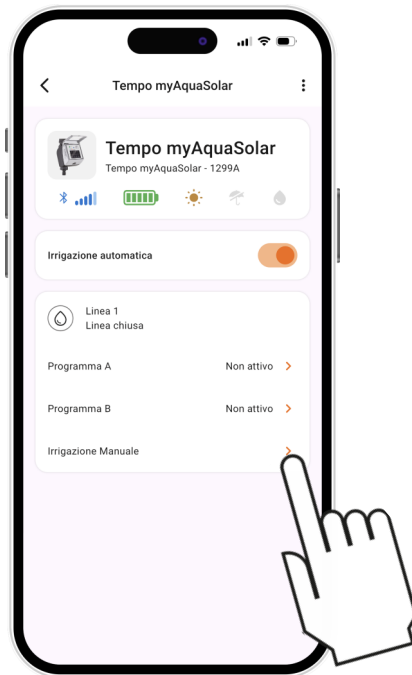 Tempo myAquaSolar
Tempo myAquaSolar
Tempo myAquaSolar - 1299A
Irrigazione automatica
Linea 1
Linea chiusa
Programma A Non attivo
Programma B Non attivo
Irrigazione Manuale